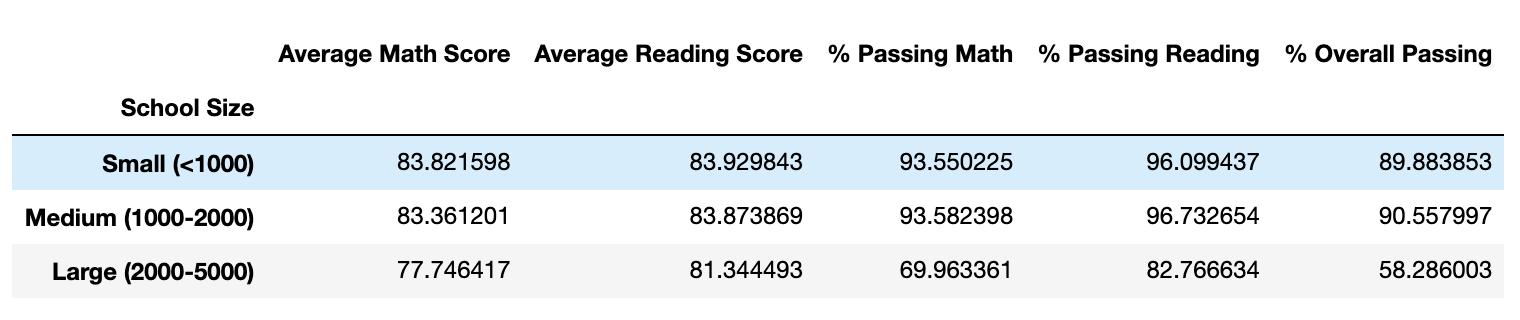 Average Math Score Average Reading Score % Passing Math % Passing Reading % Overall Passing
School Size
Small (<1000) 83.821598 83.929843 93.550225 96.099437 89.883853
Medium (1000-2000) 83.361201 83.873869 93.582398 96.732654 90.557997
Large (2000-5000) 77.746417 81.344493 69.963361 82.766634 58.286003